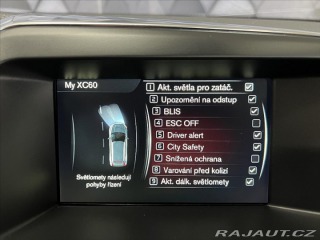 My XC60
1 Akt. světla pro zatáč.
2 Upozornění na odstup
3 BLIS
4 ESC OFF
5 Driver alert
6 City Safety
7 Snížená ochrana
8 Varování před kolizí
9 Akt. dálk. světlomety
Světlomety následují
pohyby řízení
RAJAUT.CZ